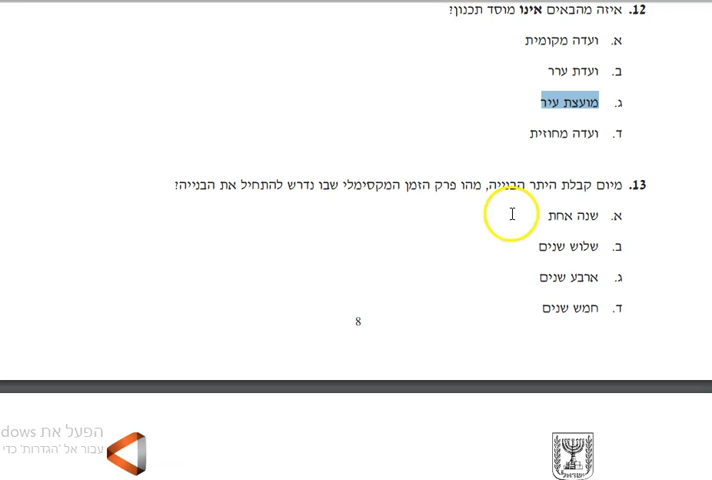 12. איזה מהבאים אינו מוסד תכנון?
א. ועדה מקומית
ב. ועדת ערר
ג. מועצת עיר
ד. ועדה מחוזית
13. מיום קבלת היתר הבנייה, מהו פרק הזמן המקסימלי שבו נדרש להתחיל את הבנייה?
א. שנה אחת
ב. שלוש שנים
ג. ארבע שנים
ד. חמש שנים
8
הפעל את dows
עבור אל 'הגדרות' כדי